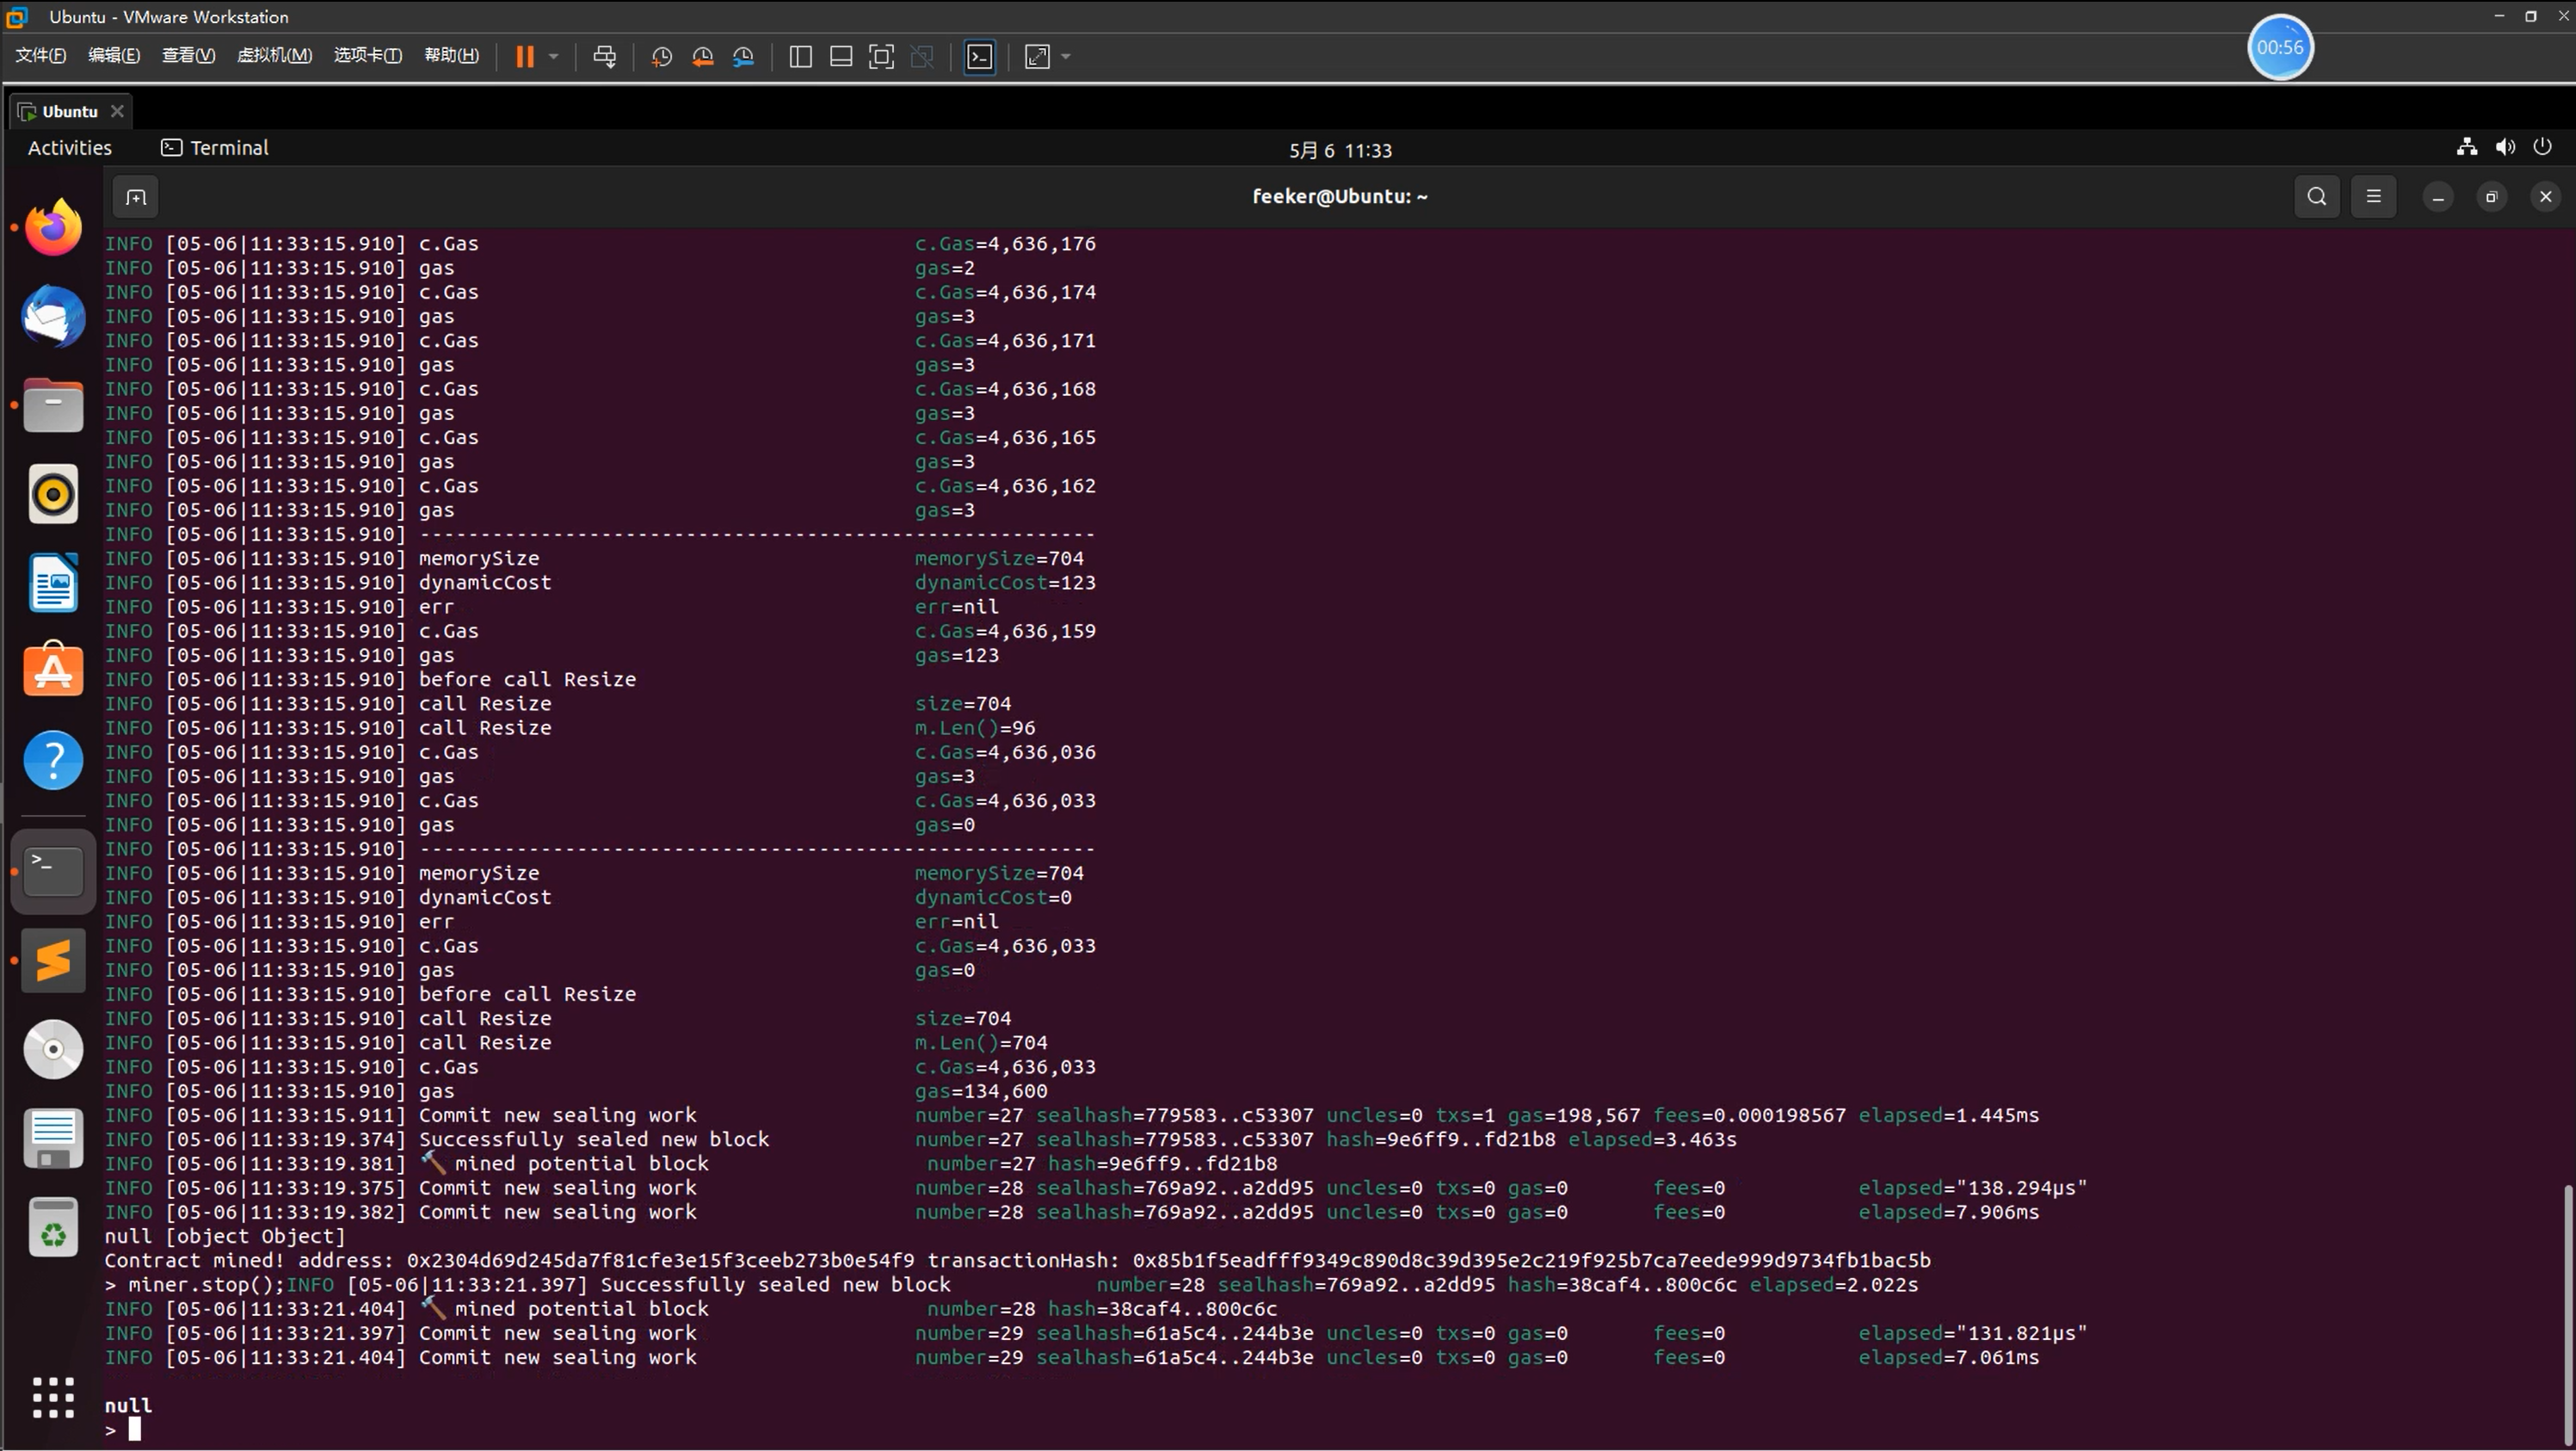 Ubuntu - VMware Workstation
文件(F) 编辑(E) 查看(V) 虚拟机(M) 选项卡(T) 帮助(H)
00:56
Ubuntu
Activities Terminal 5月 6 11:33
feeker@Ubuntu: ~
INFO [05-06|11:33:15.910] c.Gas c.Gas=4,636,176
INFO [05-06|11:33:15.910] gas gas=2
INFO [05-06|11:33:15.910] c.Gas c.Gas=4,636,174
INFO [05-06|11:33:15.910] gas gas=3
INFO [05-06|11:33:15.910] c.Gas c.Gas=4,636,171
INFO [05-06|11:33:15.910] gas gas=3
INFO [05-06|11:33:15.910] c.Gas c.Gas=4,636,168
INFO [05-06|11:33:15.910] gas gas=3
INFO [05-06|11:33:15.910] c.Gas c.Gas=4,636,165
INFO [05-06|11:33:15.910] gas gas=3
INFO [05-06|11:33:15.910] c.Gas c.Gas=4,636,162
INFO [05-06|11:33:15.910] gas gas=3
INFO [05-06|11:33:15.910] --------------------------------------------------------
INFO [05-06|11:33:15.910] memorySize memorySize=704
INFO [05-06|11:33:15.910] dynamicCost dynamicCost=123
INFO [05-06|11:33:15.910] err err=nil
INFO [05-06|11:33:15.910] c.Gas c.Gas=4,636,159
INFO [05-06|11:33:15.910] gas gas=123
INFO [05-06|11:33:15.910] before call Resize
INFO [05-06|11:33:15.910] call Resize size=704
INFO [05-06|11:33:15.910] call Resize m.Len()=96
INFO [05-06|11:33:15.910] c.Gas c.Gas=4,636,036
INFO [05-06|11:33:15.910] gas gas=3
INFO [05-06|11:33:15.910] c.Gas c.Gas=4,636,033
INFO [05-06|11:33:15.910] gas gas=0
INFO [05-06|11:33:15.910] --------------------------------------------------------
INFO [05-06|11:33:15.910] memorySize memorySize=704
INFO [05-06|11:33:15.910] dynamicCost dynamicCost=0
INFO [05-06|11:33:15.910] err err=nil
INFO [05-06|11:33:15.910] c.Gas c.Gas=4,636,033
INFO [05-06|11:33:15.910] gas gas=0
INFO [05-06|11:33:15.910] before call Resize
INFO [05-06|11:33:15.910] call Resize size=704
INFO [05-06|11:33:15.910] call Resize m.Len()=704
INFO [05-06|11:33:15.910] c.Gas c.Gas=4,636,033
INFO [05-06|11:33:15.910] gas gas=134,600
INFO [05-06|11:33:15.911] Commit new sealing work number=27 sealhash=779583..c53307 uncles=0 txs=1 gas=198,567 fees=0.000198567 elapsed=1.445ms
INFO [05-06|11:33:19.374] Successfully sealed new block number=27 sealhash=779583..c53307 hash=9e6ff9..fd21b8 elapsed=3.463s
INFO [05-06|11:33:19.381] 🔨 mined potential block number=27 hash=9e6ff9..fd21b8
INFO [05-06|11:33:19.375] Commit new sealing work number=28 sealhash=769a92..a2dd95 uncles=0 txs=0 gas=0 fees=0 elapsed="138.294µs"
INFO [05-06|11:33:19.382] Commit new sealing work number=28 sealhash=769a92..a2dd95 uncles=0 txs=0 gas=0 fees=0 elapsed=7.906ms
null [object Object]
Contract mined! address: 0x2304d69d245da7f81cfe3e15f3ceeb273b0e54f9 transactionHash: 0x85b1f5eadfff9349c890d8c39d395e2c219f925b7ca7eede999d9734fb1bac5b
> miner.stop();INFO [05-06|11:33:21.397] Successfully sealed new block number=28 sealhash=769a92..a2dd95 hash=38caf4..800c6c elapsed=2.022s
INFO [05-06|11:33:21.404] 🔨 mined potential block number=28 hash=38caf4..800c6c
INFO [05-06|11:33:21.397] Commit new sealing work number=29 sealhash=61a5c4..244b3e uncles=0 txs=0 gas=0 fees=0 elapsed="131.821µs"
INFO [05-06|11:33:21.404] Commit new sealing work number=29 sealhash=61a5c4..244b3e uncles=0 txs=0 gas=0 fees=0 elapsed=7.061ms
null
>